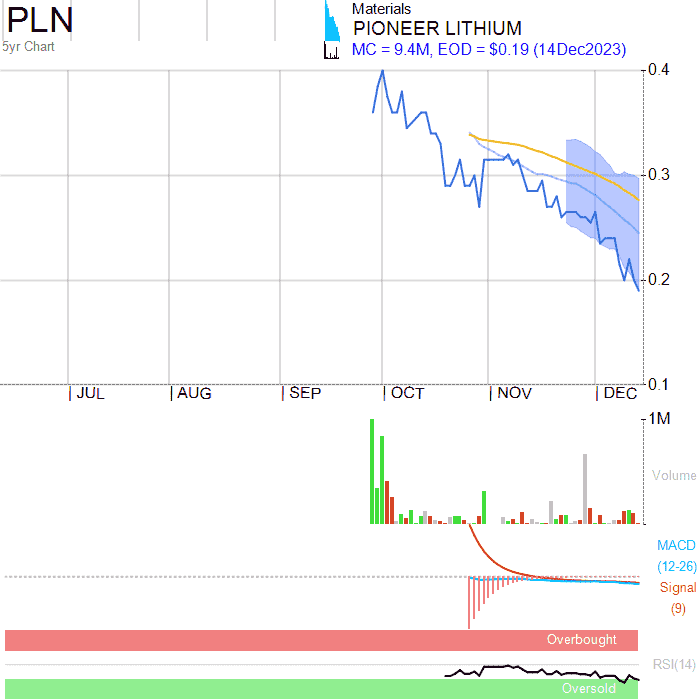 PLN
5yr Chart
Materials
PIONEER LITHIUM
MC = 9.4M, EOD = $0.19 (14Dec2023)
0.4
0.3
0.2
0.1
JUL AUG SEP OCT NOV DEC
1M
Volume
MACD
(12-26)
Signal
(9)
Overbought
RSI(14)
Oversold